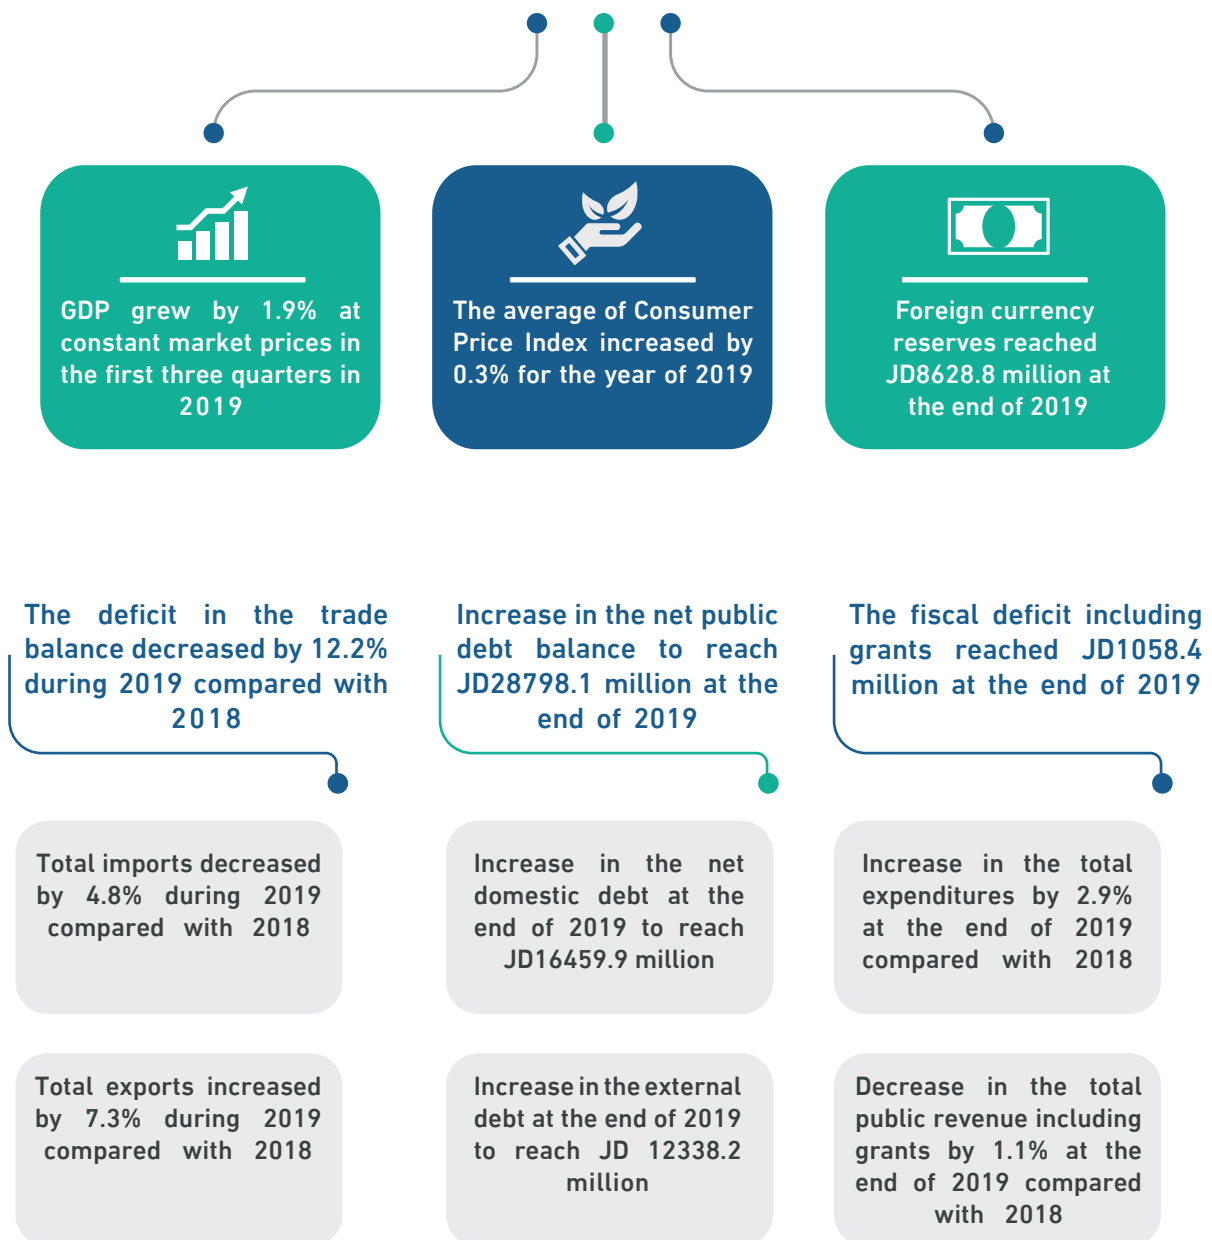 GDP grew by 1.9% at
constant market prices in
the first three quarters in
2019
The average of Consumer
Price Index increased by
0.3% for the year of 2019
Foreign currency
reserves reached
JD8628.8 million at
the end of 2019
The deficit in the trade
balance decreased by 12.2%
during 2019 compared with
2018
Increase in the net public
debt balance to reach
JD28798.1 million at the
end of 2019
The fiscal deficit including
grants reached JD1058.4
million at the end of 2019
Total imports decreased
by 4.8% during 2019
compared with 2018
Increase in the net
domestic debt at the
end of 2019 to reach
JD16459.9 million
Increase in the total
expenditures by 2.9%
at the end of 2019
compared with 2018
Total exports increased
by 7.3% during 2019
compared with 2018
Increase in the external
debt at the end of 2019
to reach JD 12338.2
million
Decrease in the total
public revenue including
grants by 1.1% at the
end of 2019 compared
with 2018